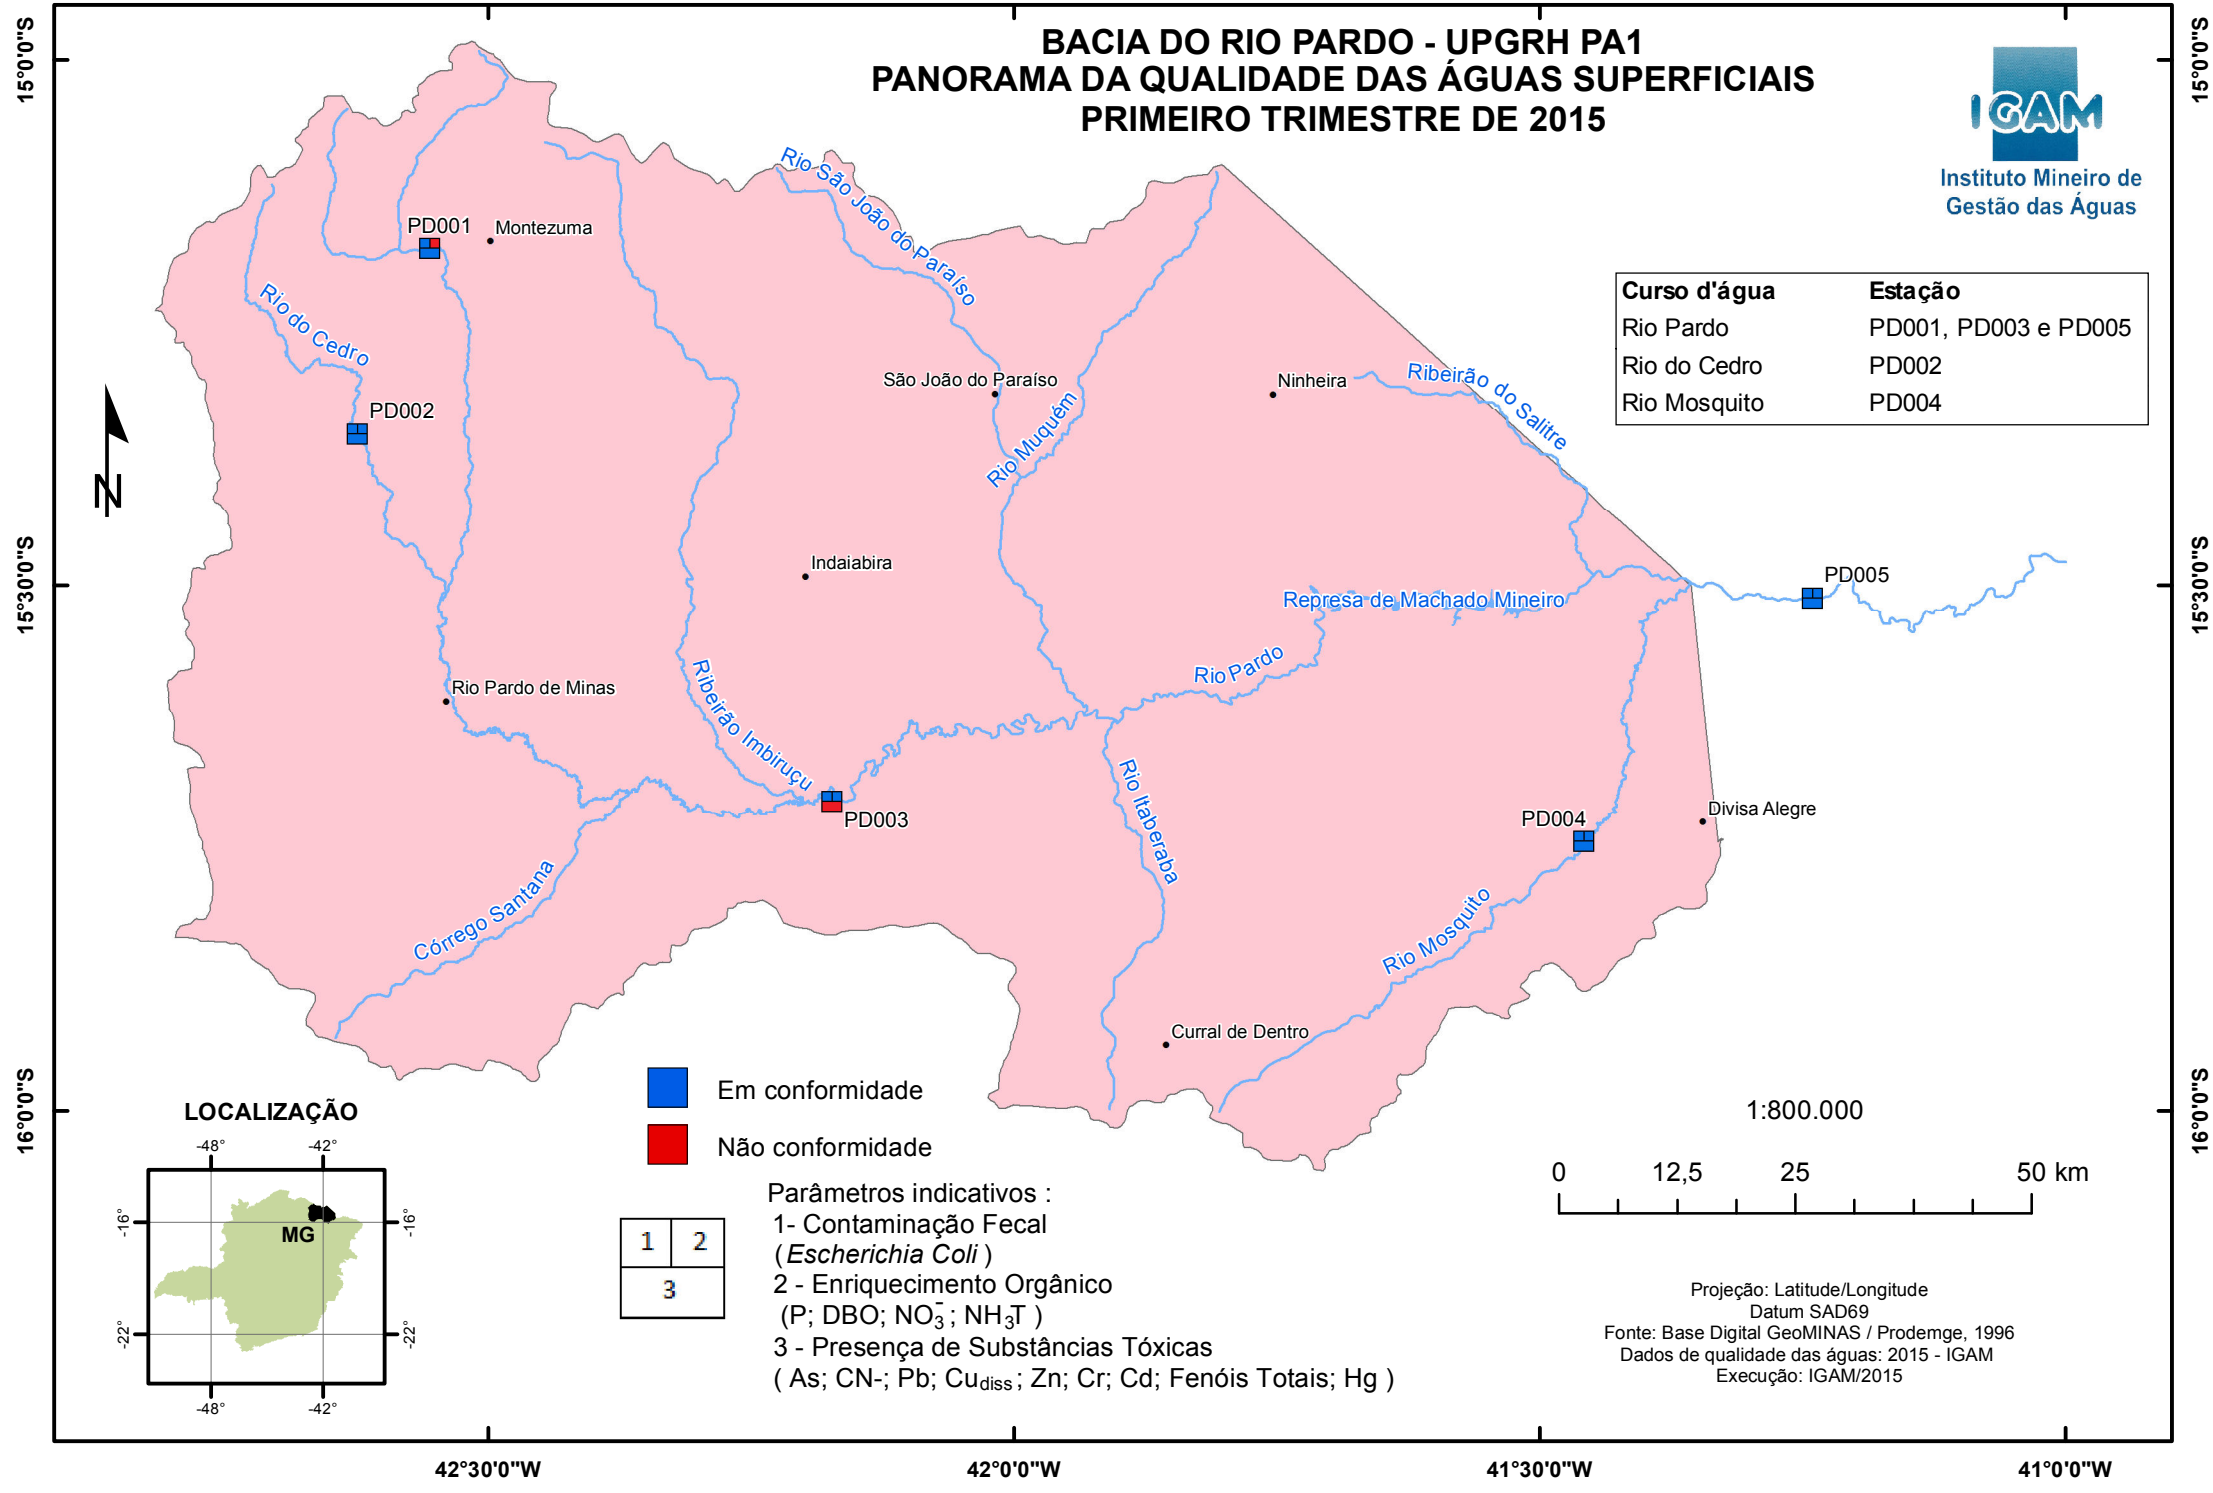 BACIA DO RIO PARDO - UPGRH PA1
PANORAMA DA QUALIDADE DAS ÁGUAS SUPERFICIAIS
PRIMEIRO TRIMESTRE DE 2015
IGAM
Instituto Mineiro de
Gestão das Águas
Curso d'água Estação
Rio Pardo PD001, PD003 e PD005
Rio do Cedro PD002
Rio Mosquito PD004
15°0'0"S
15°0'0"S
15°30'0"S
15°30'0"S
16°0'0"S
16°0'0"S
N
PD001
Montezuma
Rio São João do Paraíso
Rio do Cedro
PD002
São João do Paraíso
Rio Muquém
Ninheira
Ribeirão do Salitre
Indaiabira
PD005
Represa de Machado Mineiro
Rio Pardo
Rio Pardo de Minas
Ribeirão Imbiruçu
PD003
Rio Itaberaba
PD004
Divisa Alegre
Córrego Santana
Rio Mosquito
Curral de Dentro
LOCALIZAÇÃO
-48° -42°
-16° -16°
MG
-22° -22°
-48° -42°
Em conformidade
Não conformidade
Parâmetros indicativos :
1 2
3
1- Contaminação Fecal
(Escherichia Coli )
2 - Enriquecimento Orgânico
(P; DBO; NO₃⁻; NH₃T )
3 - Presença de Substâncias Tóxicas
( As; CN-; Pb; Cudiss; Zn; Cr; Cd; Fenóis Totais; Hg )
1:800.000
0 12,5 25 50 km
Projeção: Latitude/Longitude
Datum SAD69
Fonte: Base Digital GeoMINAS / Prodemge, 1996
Dados de qualidade das águas: 2015 - IGAM
Execução: IGAM/2015
42°30'0"W 42°0'0"W 41°30'0"W 41°0'0"W